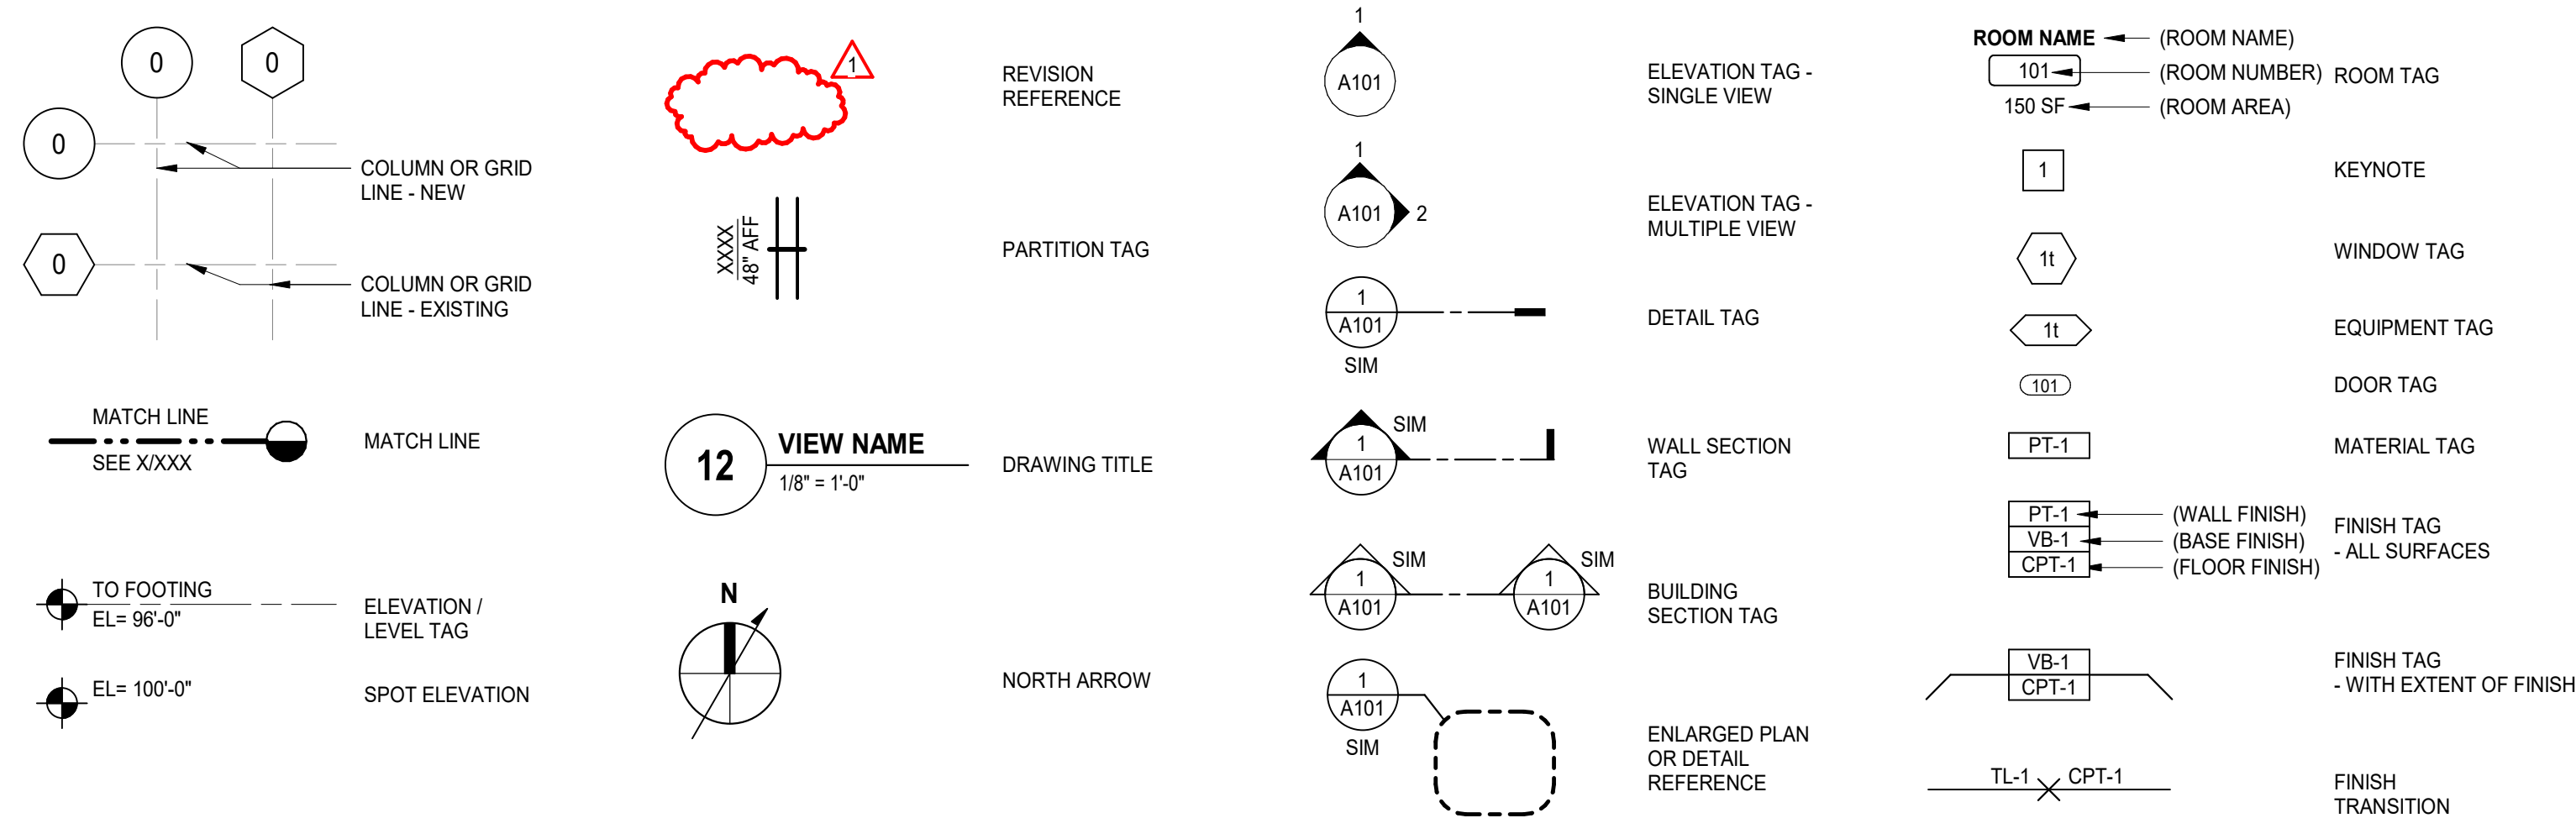 0
0
0
COLUMN OR GRID
LINE - NEW
0
COLUMN OR GRID
LINE - EXISTING
MATCH LINE
SEE X/XXX
MATCH LINE
TO FOOTING
EL= 96'-0"
ELEVATION /
LEVEL TAG
EL= 100'-0"
SPOT ELEVATION
1
REVISION
REFERENCE
XXXX
48" AFF
PARTITION TAG
12
VIEW NAME
1/8" = 1'-0"
DRAWING TITLE
N
NORTH ARROW
1
A101
ELEVATION TAG -
SINGLE VIEW
1
A101
2
ELEVATION TAG -
MULTIPLE VIEW
1
A101
SIM
DETAIL TAG
SIM
1
A101
WALL SECTION
TAG
SIM
1
A101
SIM
1
A101
BUILDING
SECTION TAG
1
A101
SIM
ENLARGED PLAN
OR DETAIL
REFERENCE
ROOM NAME
(ROOM NAME)
101
(ROOM NUMBER)
150 SF
(ROOM AREA)
ROOM TAG
1
KEYNOTE
1t
WINDOW TAG
1t
EQUIPMENT TAG
101
DOOR TAG
PT-1
MATERIAL TAG
PT-1
(WALL FINISH)
VB-1
(BASE FINISH)
CPT-1
(FLOOR FINISH)
FINISH TAG
- ALL SURFACES
VB-1
CPT-1
FINISH TAG
- WITH EXTENT OF FINISH
TL-1
CPT-1
FINISH
TRANSITION